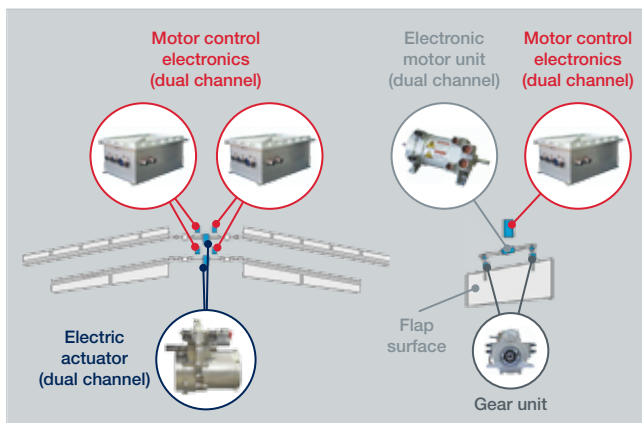 Motor control
electronics
(dual channel)
Electronic
motor unit
(dual channel)
Motor control
electronics
(dual channel)
Electric
actuator
(dual channel)
Flap
surface
Gear unit